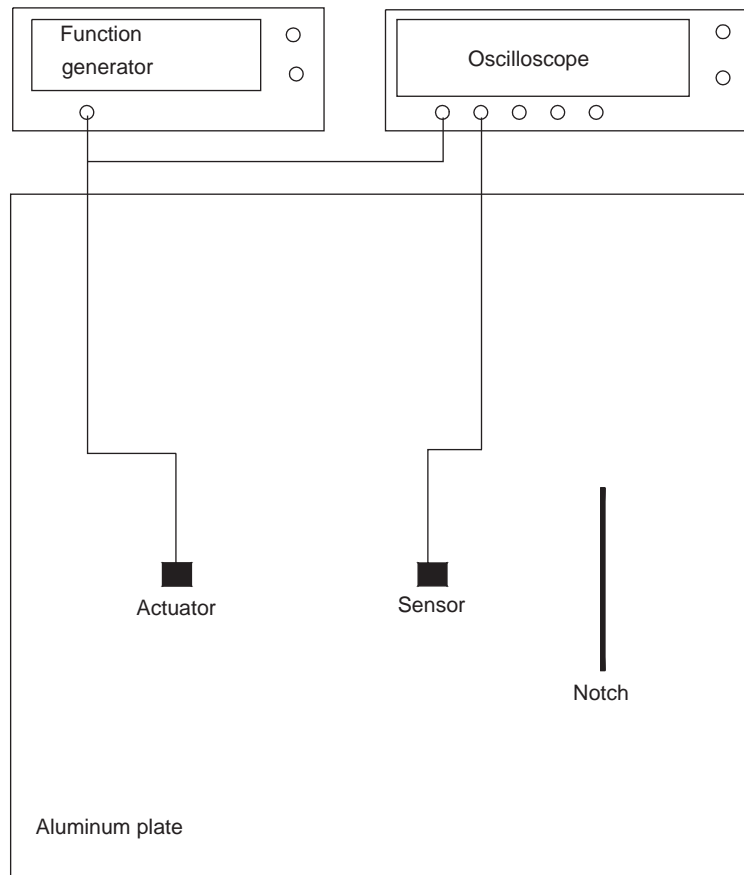 Function
generator
Oscilloscope
Actuator
Sensor
Notch
Aluminum plate